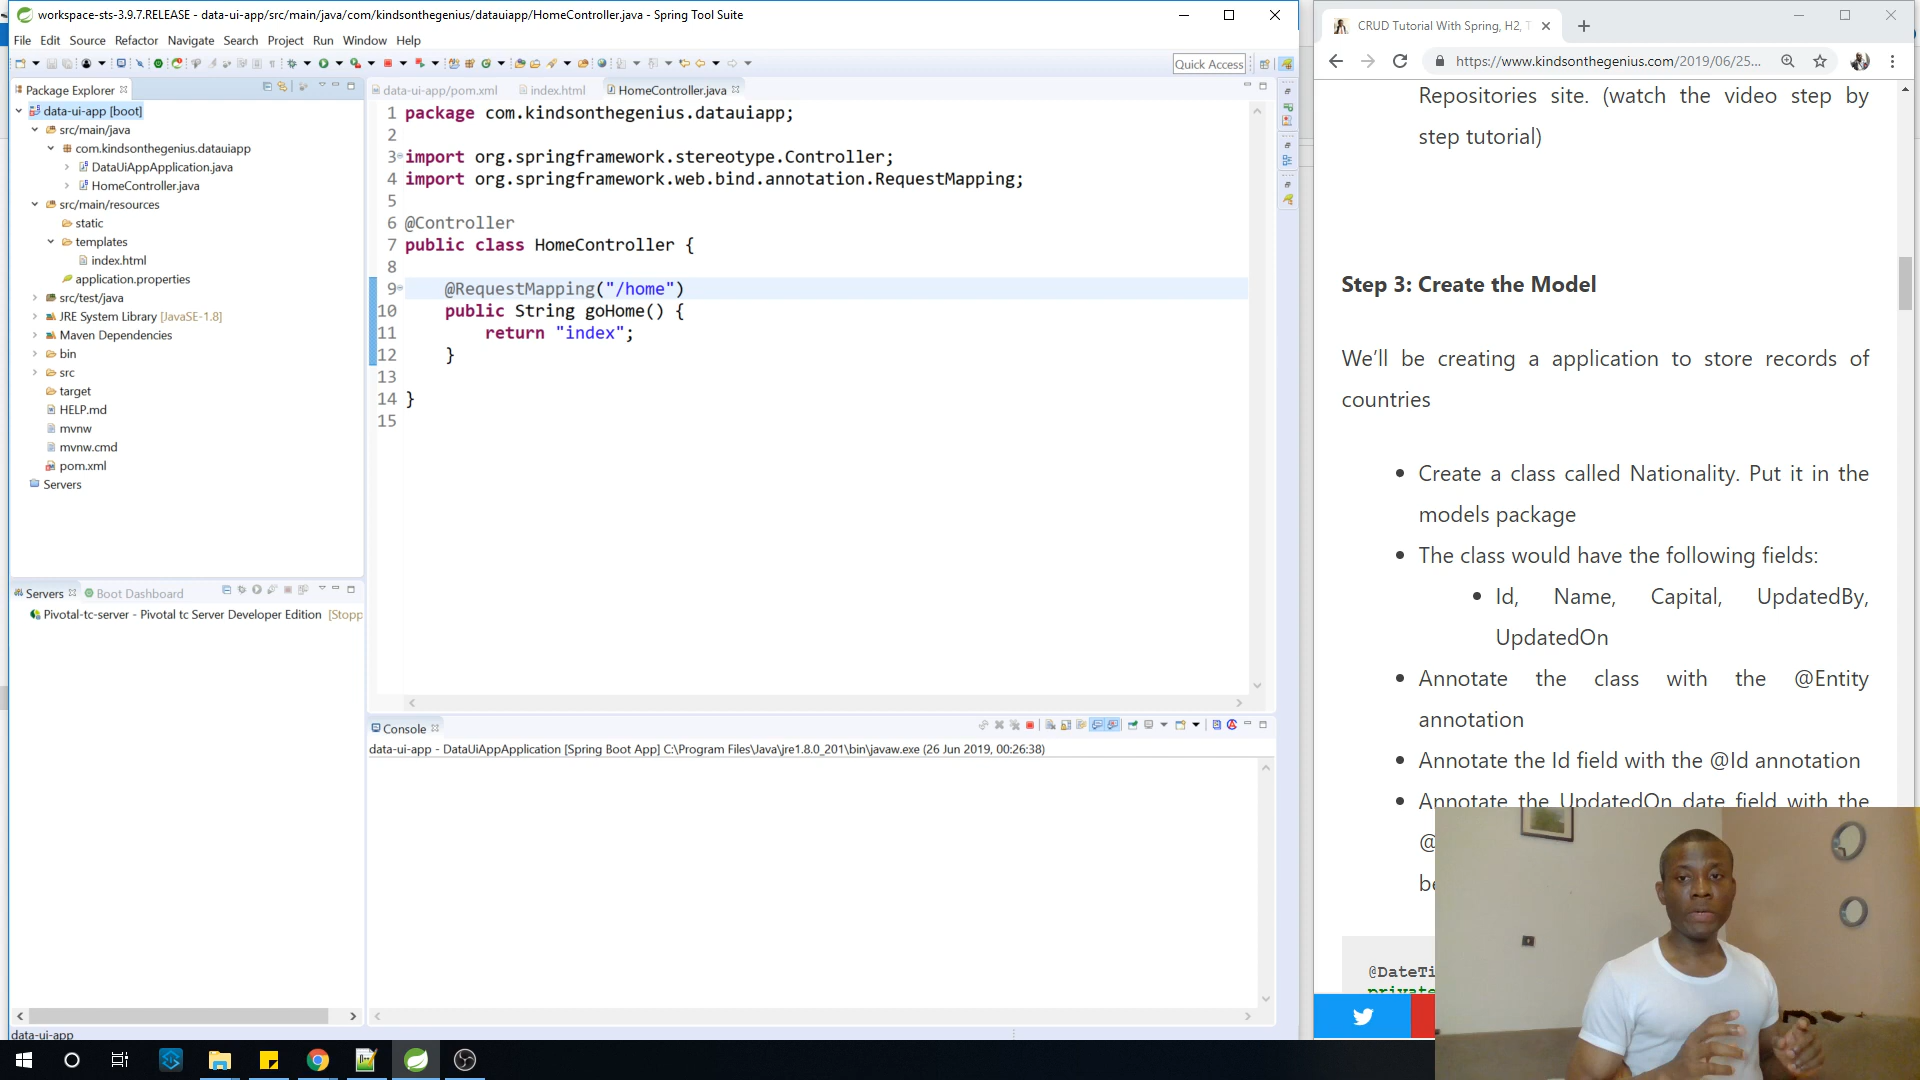 workspace-sts-3.9.7.RELEASE - data-ui-app/src/main/java/com/kindsonthegenius/datauiapp/HomeController.java - Spring Tool Suite
File Edit Source Refactor Navigate Search Project Run Window Help
Quick Access
Package Explorer
data-ui-app [boot]
src/main/java
com.kindsonthegenius.datauiapp
DataUiAppApplication.java
HomeController.java
src/main/resources
static
templates
index.html
application.properties
src/test/java
JRE System Library [JavaSE-1.8]
Maven Dependencies
bin
src
target
HELP.md
mvnw
mvnw.cmd
pom.xml
Servers
Servers Boot Dashboard
Pivotal-tc-server - Pivotal tc Server Developer Edition [Stopp
data-ui-app
data-ui-app/pom.xml index.html HomeController.java
1 package com.kindsonthegenius.datauiapp;
2
3 import org.springframework.stereotype.Controller;
4 import org.springframework.web.bind.annotation.RequestMapping;
5
6 @Controller
7 public class HomeController {
8
9 @RequestMapping("/home")
10 public String goHome() {
11 return "index";
12 }
13
14 }
15
Console
data-ui-app - DataUiAppApplication [Spring Boot App] C:\Program Files\Java\jre1.8.0_201\bin\javaw.exe (26 Jun 2019, 00:26:38)
CRUD Tutorial With Spring, H2,
https://www.kindsonthegenius.com/2019/06/25...
Repositories site. (watch the video step by
step tutorial)
Step 3: Create the Model
We’ll be creating a application to store records of
countries
Create a class called Nationality. Put it in the
models package
The class would have the following fields:
Id, Name, Capital, UpdatedBy,
UpdatedOn
Annotate the class with the @Entity
annotation
Annotate the Id field with the @Id annotation
Annotate the UpdatedOn date field with the
@
be
@DateTi
private